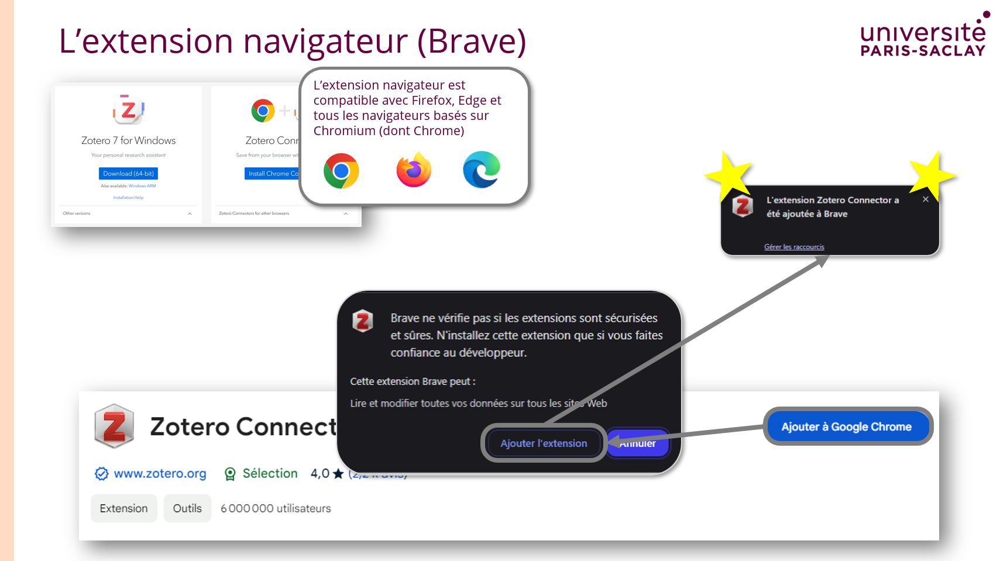 L’extension navigateur (Brave)
université
PARIS-SACLAY
Zotero 7 for Windows
Your personal research assistant
Download (64-bit)
Also available: Windows ARM
Installation Help
Other versions
Zotero
Save from your browser
Install Chrome
Zotero Connectors for other browsers
L’extension navigateur est
compatible avec Firefox, Edge et
tous les navigateurs basés sur
Chromium (dont Chrome)
L'extension Zotero Connector a
été ajoutée à Brave
Gérer les raccourcis
Brave ne vérifie pas si les extensions sont sécurisées
et sûres. N'installez cette extension que si vous faites
confiance au développeur.
Cette extension Brave peut :
Lire et modifier toutes vos données sur tous les sites Web
Ajouter l'extension
Annuler
Zotero Connect
Ajouter à Google Chrome
www.zotero.org
Sélection
4,0 ★ (2,2 k avis)
Extension
Outils
6 000 000 utilisateurs